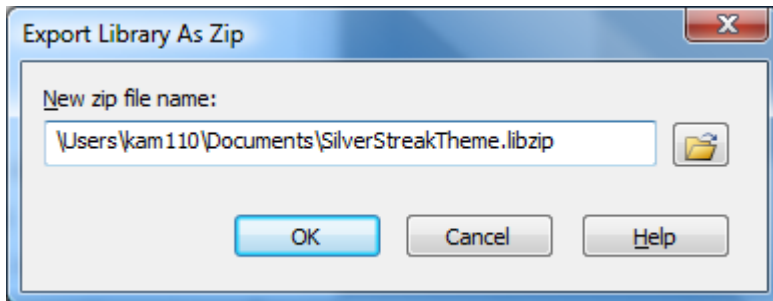 Export Library As Zip
New zip file name:
\Users\kam110\Documents\SilverStreakTheme.libzip
OK Cancel Help